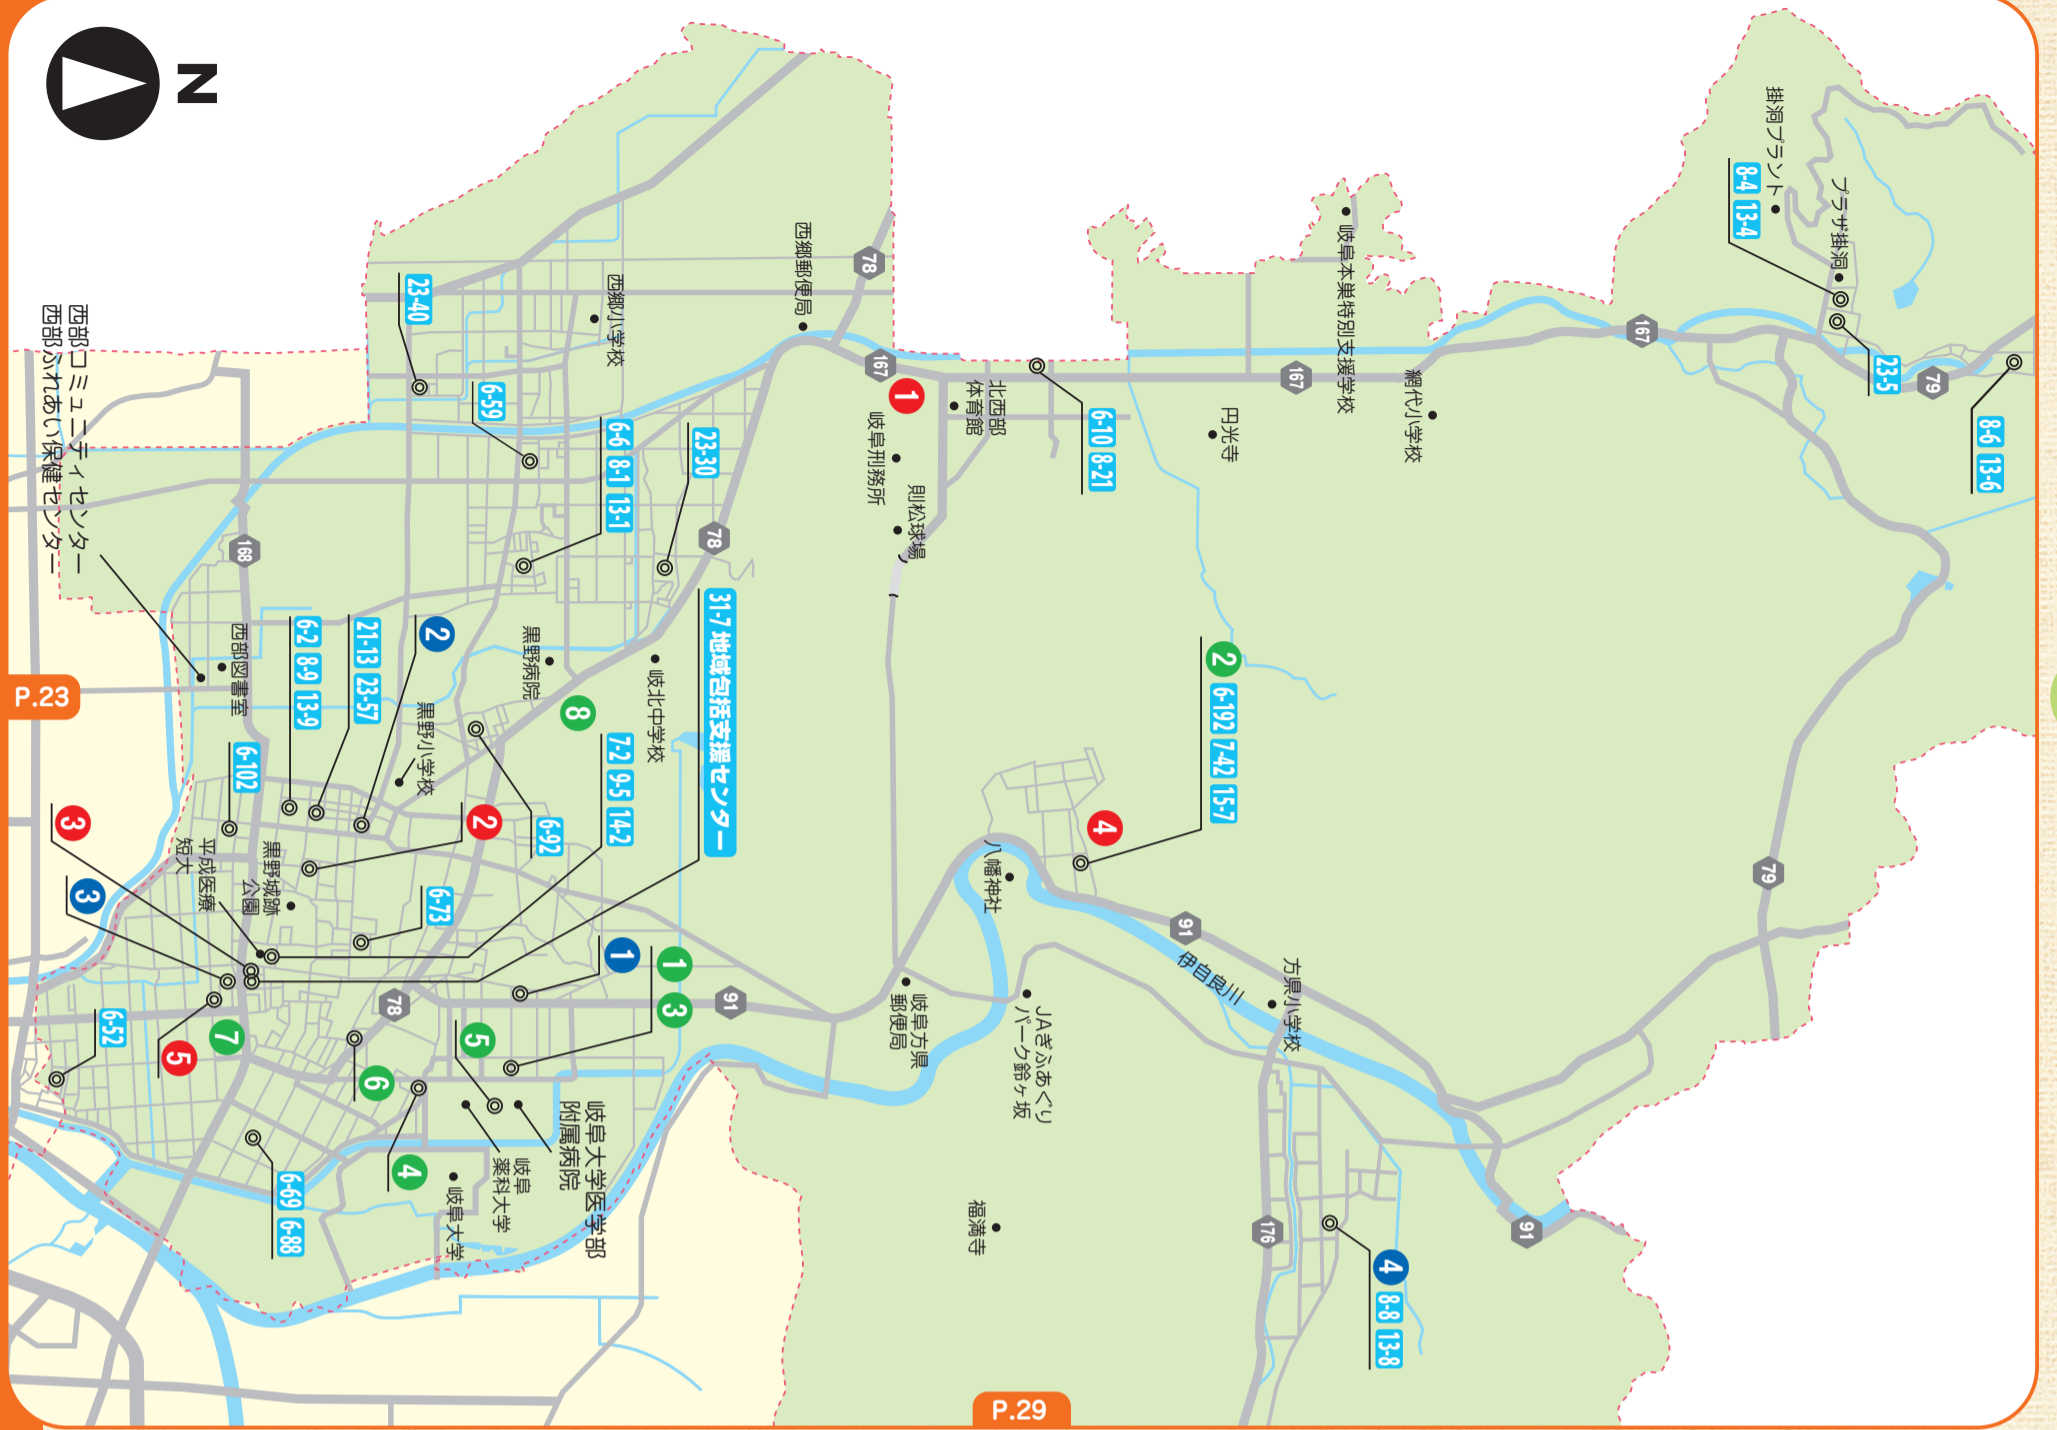 N
掛洞プラント
プラザ掛洞
8-4 13-4
23-5
79
8-6 13-6
167
岐阜本巣特別支援学校
網代小学校
167
円光寺
6-10 8-21
西郷郵便局
78
167
1
北西部
体育館
岐阜刑務所
則松球場
西郷小学校
23-40
6-59
6-6 8-1 13-1
23-30
78
西部コミュニティセンター
西部ふれあい保健センター
168
西部図書室
6-2 8-9 13-9
21-13 23-57
2
黒野病院
岐北中学校
31-7 地域包括支援センター
8
黒野小学校
7-2 9-5 14-2
6-102
2
6-92
P.23
3
3
平成医療
短大
黒野城跡
公園
6-73
2 6-192 7-42 15-7
4
八幡神社
79
91
伊自良川
方県小学校
1
1 3
91
岐阜方県
郵便局
JAぎふあぐり
パーク鈴ヶ坂
78
5
7
5
6
6-52
4
岐阜大学医学部
附属病院
岐阜
薬科大学
岐阜大学
6-69 6-88
福満寺
176
91
4
8-8 13-8
P.29